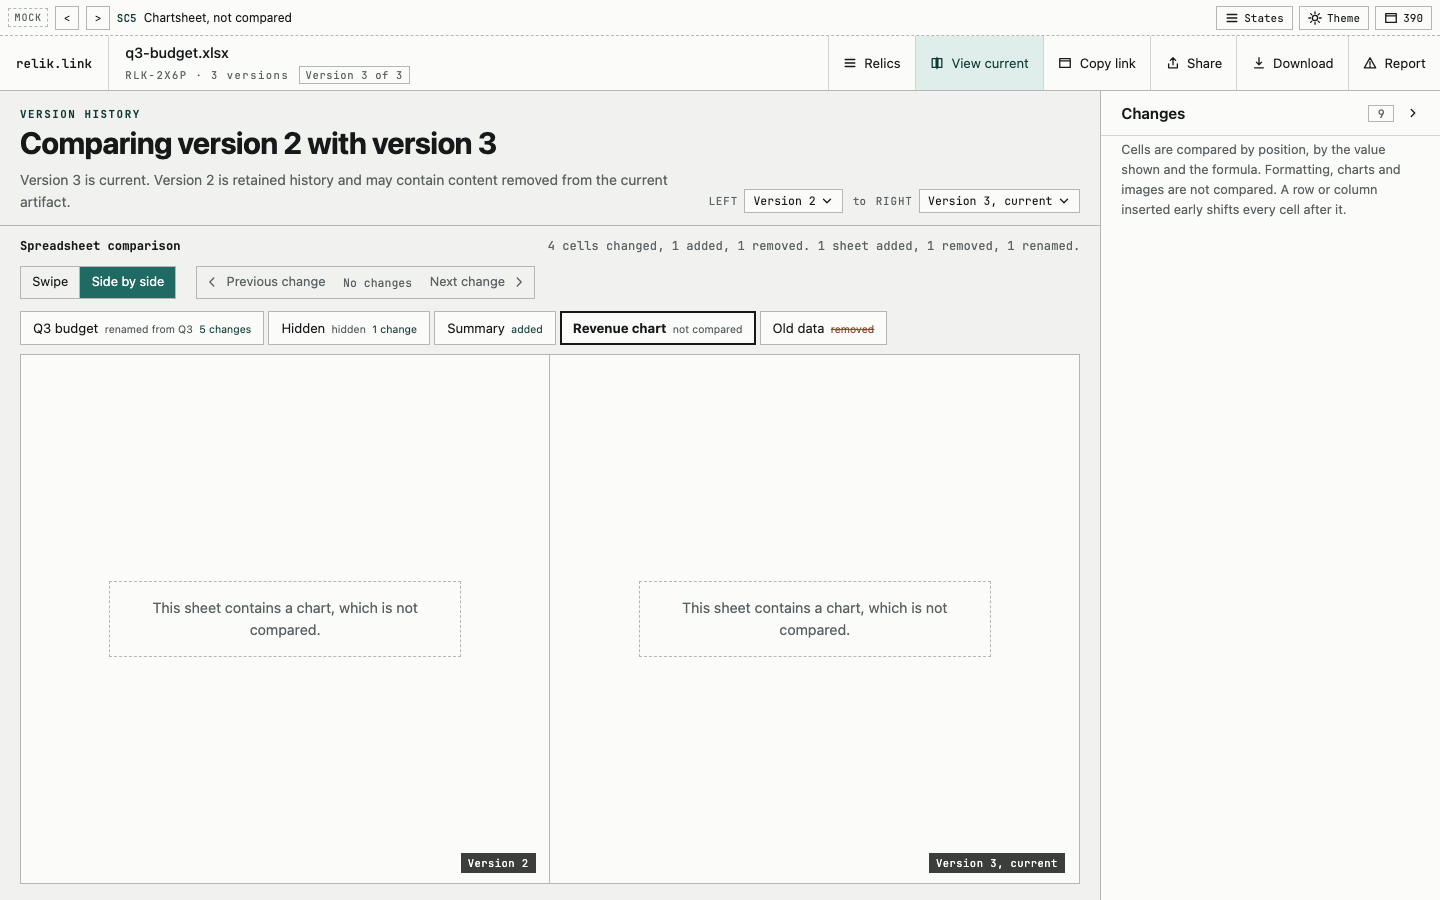 MOCK < > SC5 Chartsheet, not compared States Theme 390
relik.link
q3-budget.xlsx
RLK-2X6P · 3 versions Version 3 of 3
Relics View current Copy link Share Download Report
VERSION HISTORY
Comparing version 2 with version 3
Version 3 is current. Version 2 is retained history and may contain content removed from the current
artifact.
LEFT Version 2 to RIGHT Version 3, current
Spreadsheet comparison
4 cells changed, 1 added, 1 removed. 1 sheet added, 1 removed, 1 renamed.
Swipe Side by side Previous change No changes Next change
Q3 budget renamed from Q3 5 changes Hidden hidden 1 change Summary added Revenue chart not compared Old data removed
This sheet contains a chart, which is not
compared.
Version 2
This sheet contains a chart, which is not
compared.
Version 3, current
Changes 9
Cells are compared by position, by the value
shown and the formula. Formatting, charts and
images are not compared. A row or column
inserted early shifts every cell after it.